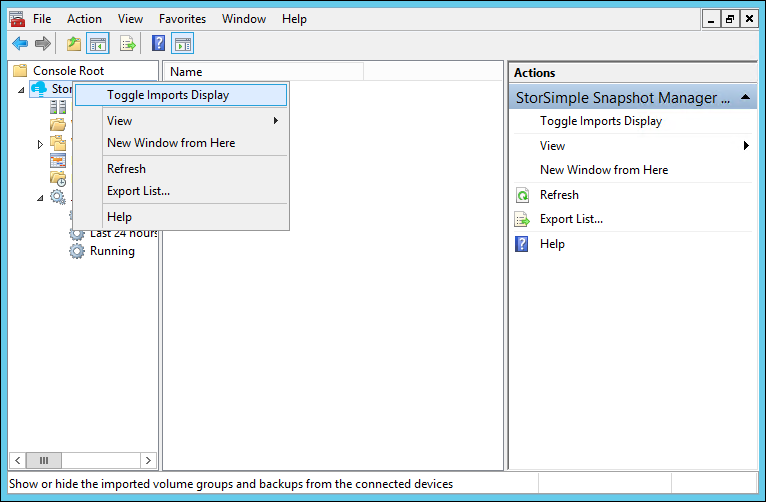 File Action View Favorites Window Help
Console Root
Name
Actions
Stor
Toggle Imports Display
View
New Window from Here
Refresh
Export List...
Help
Last 24 hours
Running
StorSimple Snapshot Manager ...
Toggle Imports Display
View
New Window from Here
Refresh
Export List...
Help
Show or hide the imported volume groups and backups from the connected devices